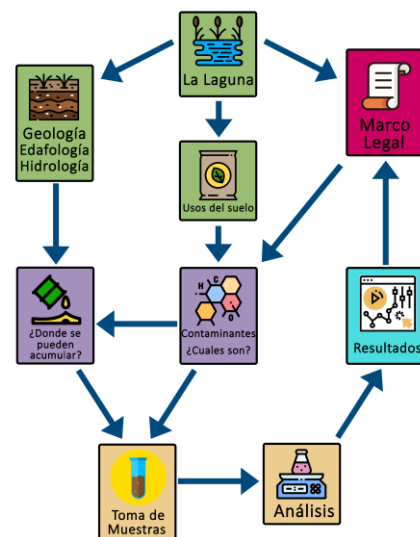 La Laguna
Geología
Edafología
Hidrología
Marco
Legal
Usos del suelo
¿Donde se
pueden
acumular?
H
C
O
Contaminantes
¿Cuales son?
Resultados
Toma de
Muestras
Análisis